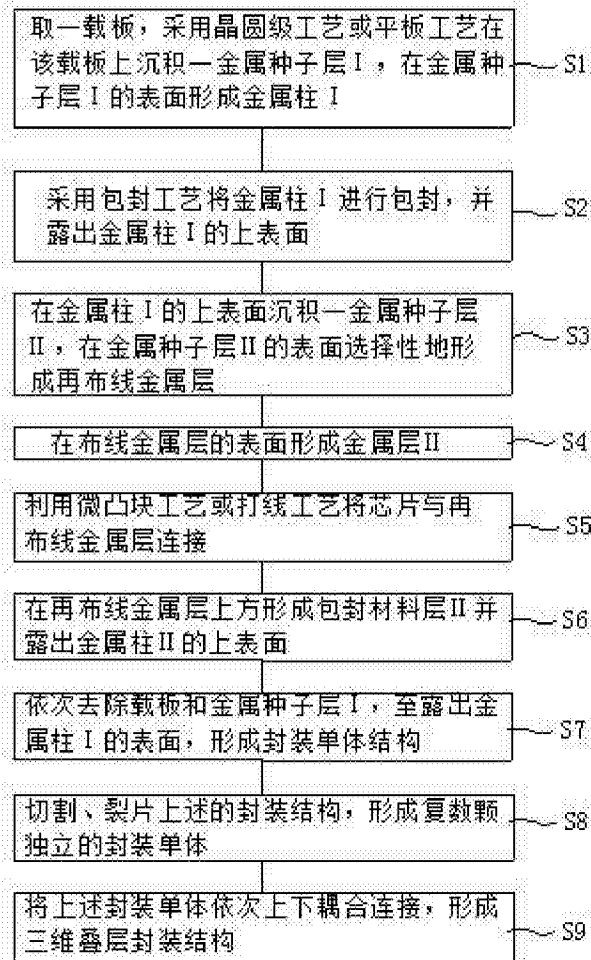 取一载板，采用晶圆级工艺或平板工艺在
该载板上沉积一金属种子层Ⅰ，在金属种
子层Ⅰ的表面形成金属柱Ⅰ
S1
采用包封工艺将金属柱Ⅰ进行包封，并
露出金属柱Ⅰ的上表面
S2
在金属柱Ⅰ的上表面沉积一金属种子层
Ⅱ，在金属种子层Ⅱ的表面选择性地形
成再布线金属层
S3
在布线金属层的表面形成金属层Ⅱ
S4
利用微凸块工艺或打线工艺将芯片与再
布线金属层连接
S5
在再布线金属层上方形成包封材料层Ⅱ并
露出金属柱Ⅱ的上表面
S6
依次去除载板和金属种子层Ⅰ，至露出金
属柱Ⅰ的表面，形成封装单体结构
S7
切割、裂片上述的封装结构，形成复数颗
独立的封装单体
S8
将上述封装单体依次上下耦合连接，形成
三维叠层封装结构
S9